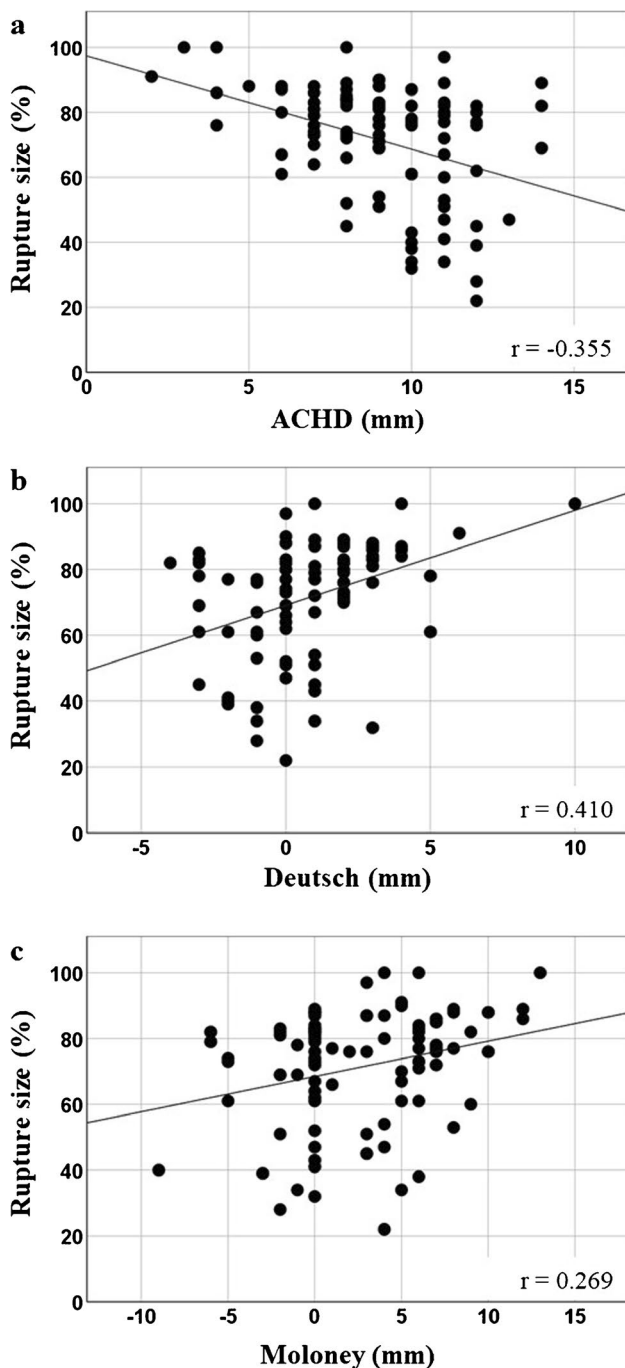 a
100
80
60
40
20
0
Rupture size (%)
0 5 10 15
ACHD (mm)
r = -0.355
b
100
80
60
40
20
0
Rupture size (%)
-5 0 5 10
Deutsch (mm)
r = 0.410
c
100
80
60
40
20
0
Rupture size (%)
-10 -5 0 5 10 15
Moloney (mm)
r = 0.269